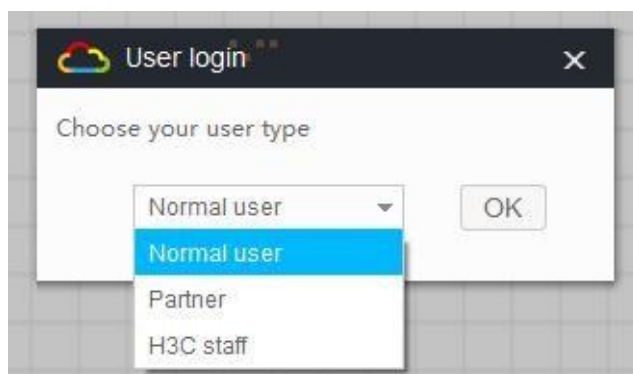 User login
Choose your user type
Normal user
OK
Normal user
Partner
H3C staff